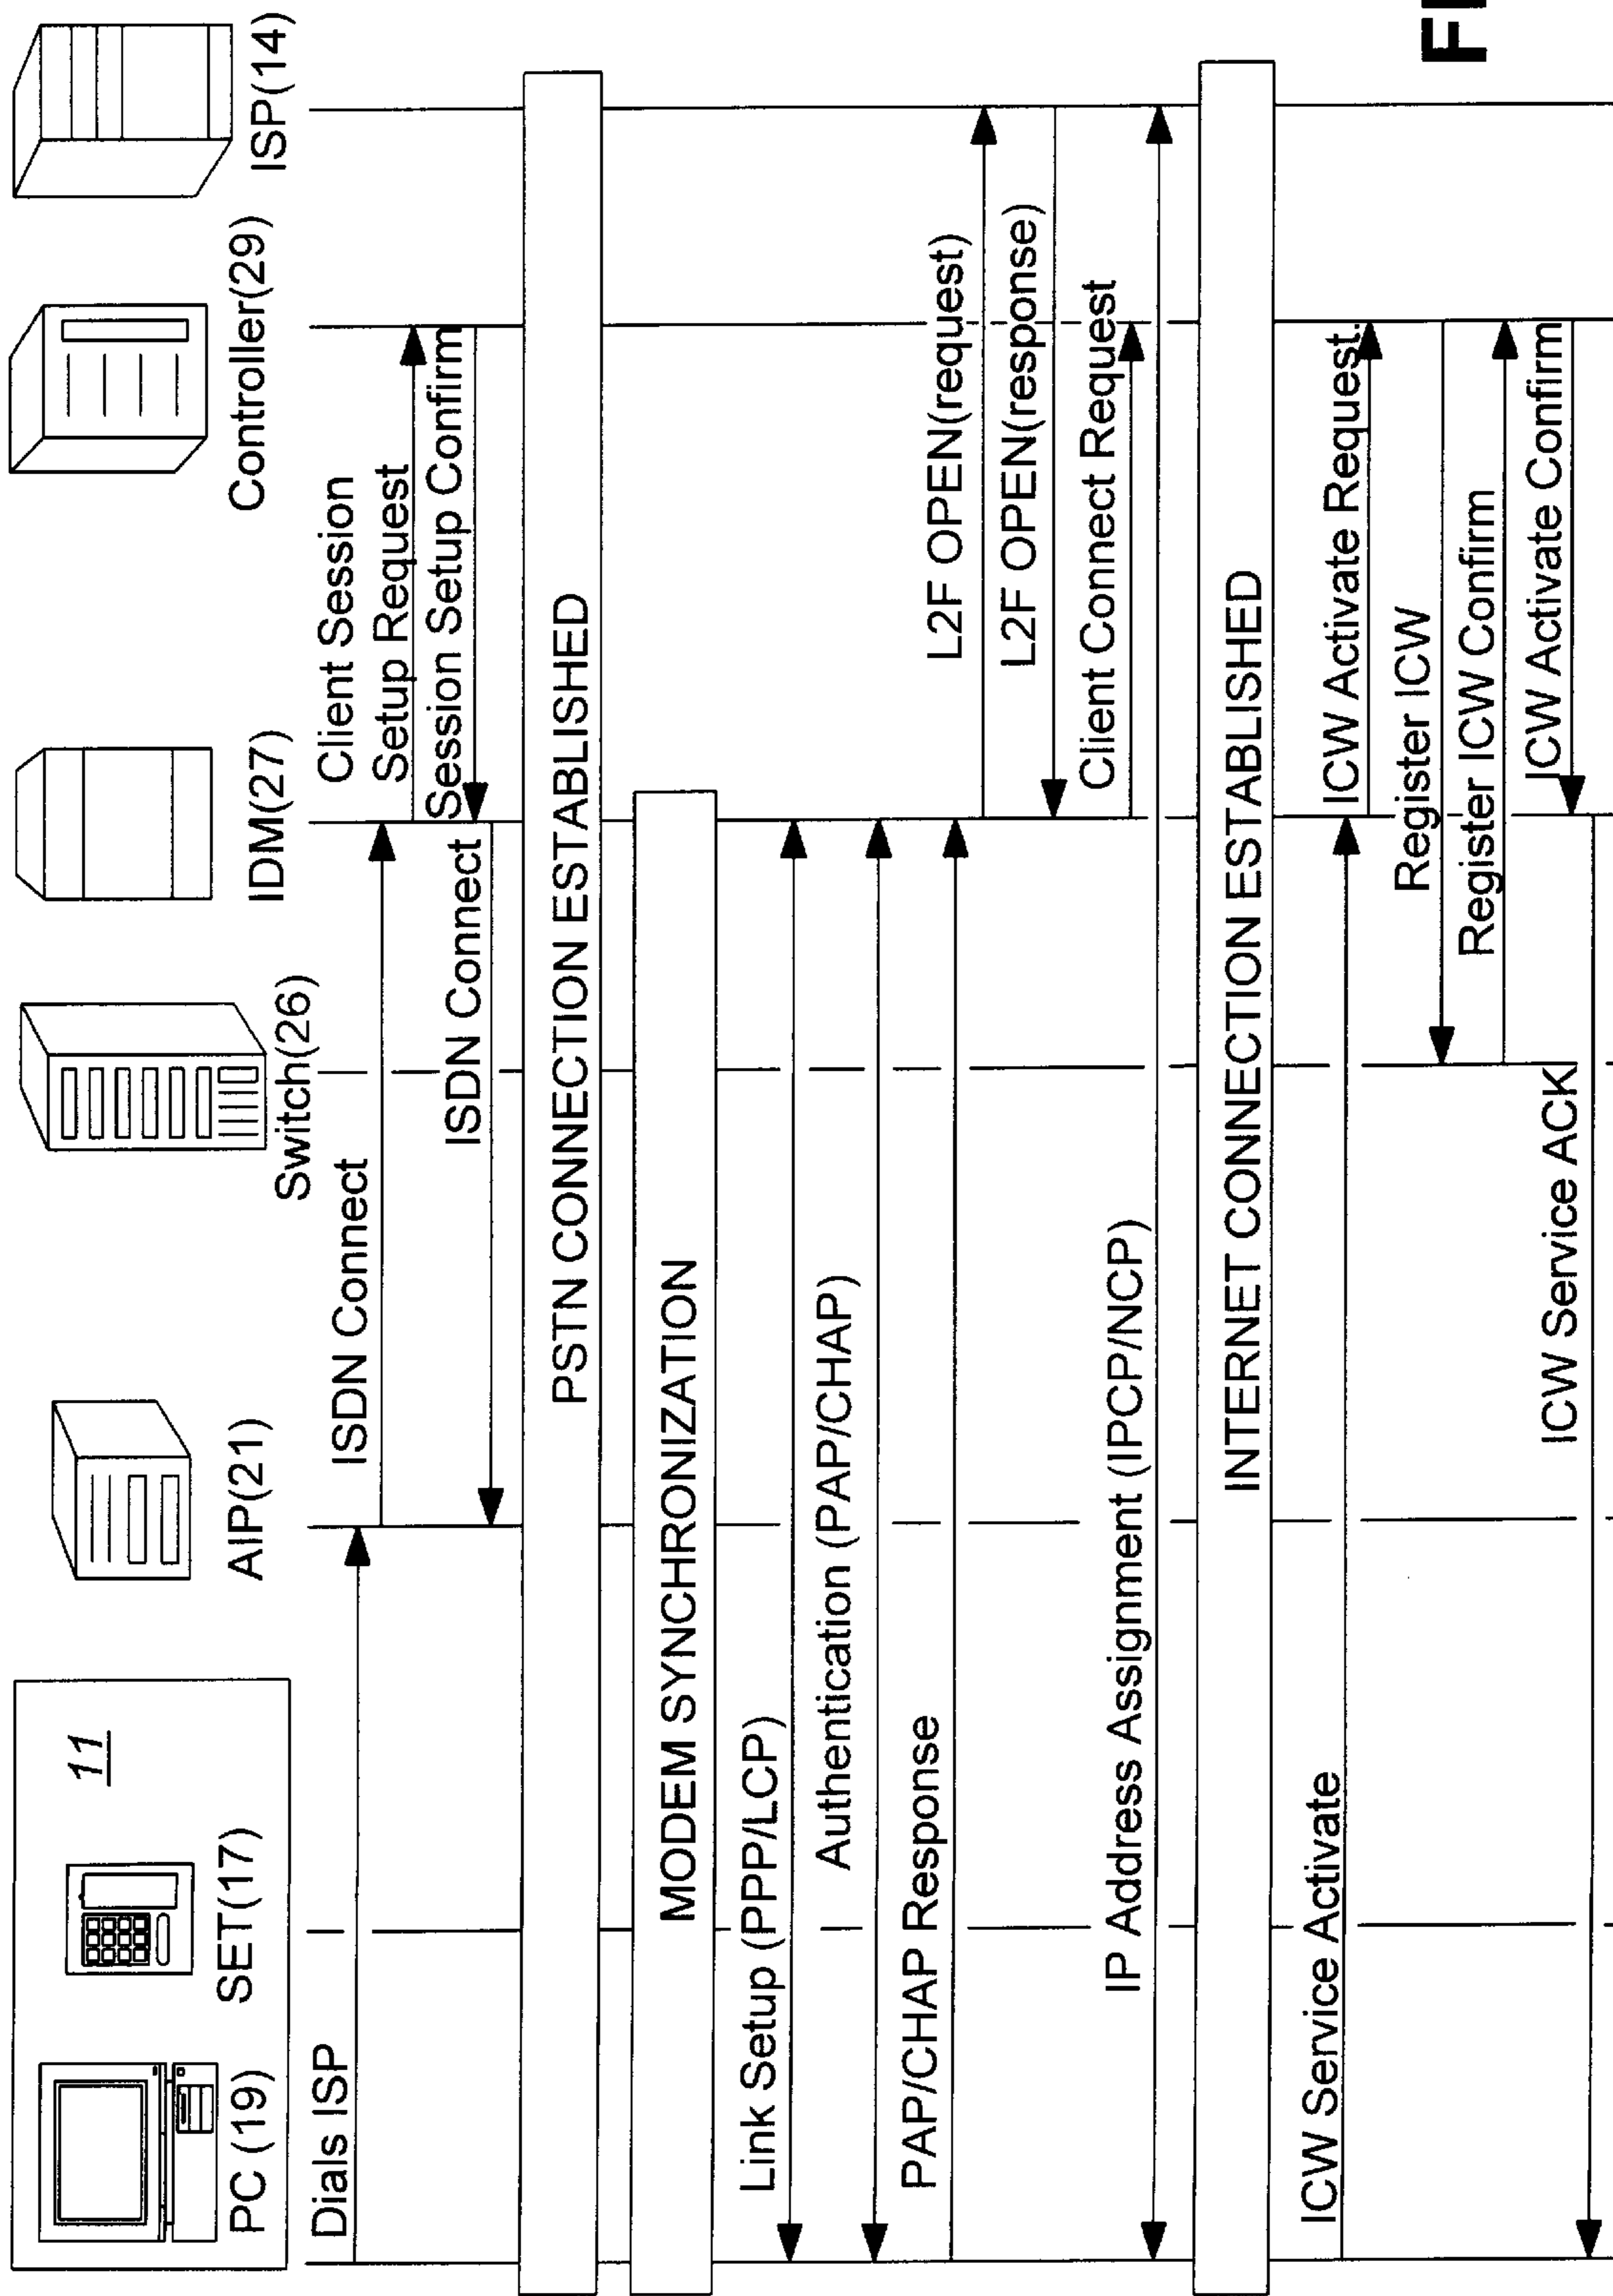 11
PC (19)
SET(17)
AIP(21)
Switch(26)
IDM(27)
Controller(29)
ISP(14)
Dials ISP
ISDN Connect
Client Session
Setup Request
Session Setup Confirm
ISDN Connect
PSTN CONNECTION ESTABLISHED
MODEM SYNCHRONIZATION
Link Setup (PPP/LCP)
Authentication (PAP/CHAP)
PAP/CHAP Response
L2F OPEN(request)
L2F OPEN(response)
Client Connect Request
IP Address Assignment (IPCP/NCP)
INTERNET CONNECTION ESTABLISHED
ICW Service Activate
ICW Activate Request
Register ICW
Register ICW Confirm
ICW Activate Confirm
ICW Service ACK